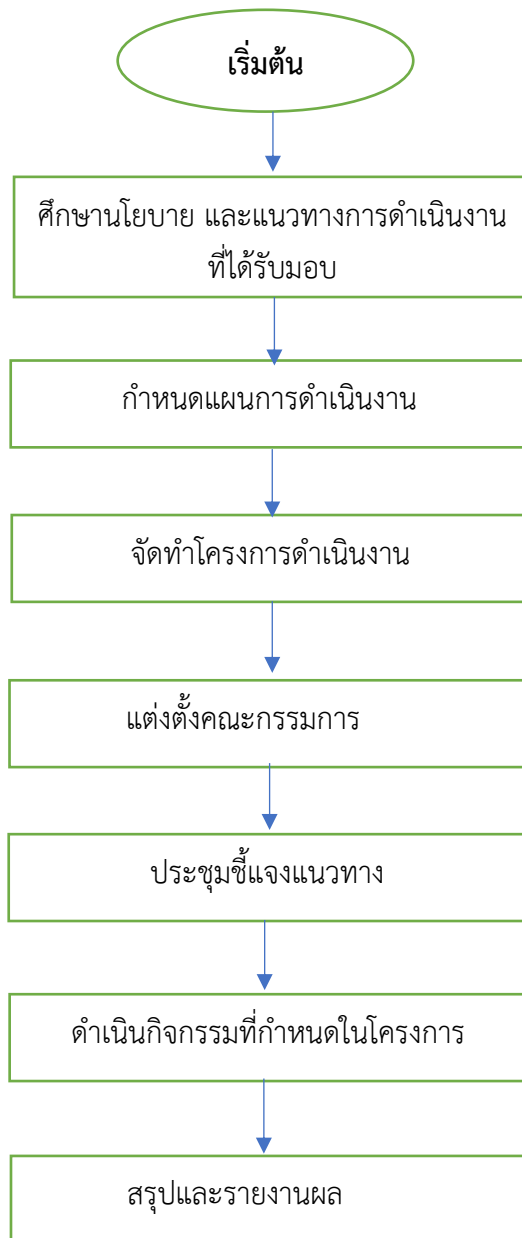 เริ่มต้น
ศึกษานโยบาย และแนวทางการดำเนินงาน
ที่ได้รับมอบ
กำหนดแผนการดำเนินงาน
จัดทำโครงการดำเนินงาน
แต่งตั้งคณะกรรมการ
ประชุมชี้แจงแนวทาง
ดำเนินกิจกรรมที่กำหนดในโครงการ
สรุปและรายงานผล